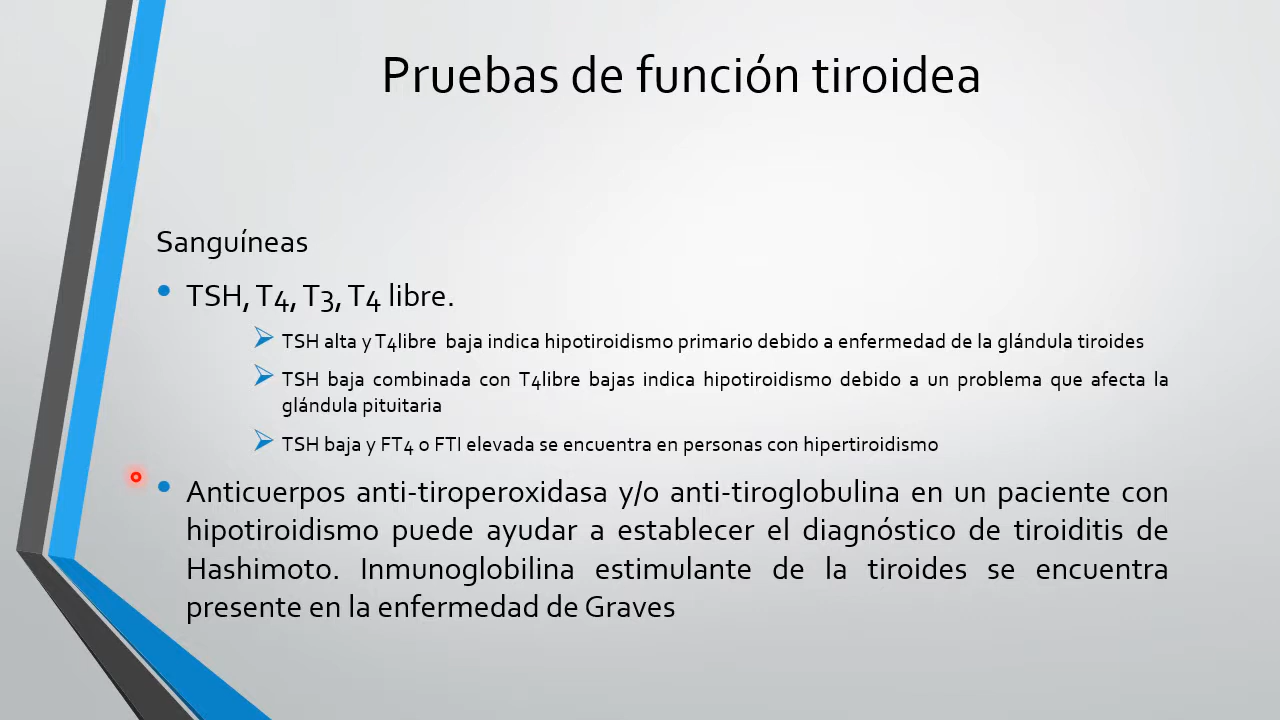 Pruebas de función tiroidea
Sanguíneas
TSH, T4, T3, T4 libre.
TSH alta y T4libre baja indica hipotiroidismo primario debido a enfermedad de la glándula tiroides
TSH baja combinada con T4libre bajas indica hipotiroidismo debido a un problema que afecta la
glándula pituitaria
TSH baja y FT4 o FTI elevada se encuentra en personas con hipertiroidismo
Anticuerpos anti-tiroperoxidasa y/o anti-tiroglobulina en un paciente con
hipotiroidismo puede ayudar a establecer el diagnóstico de tiroiditis de
Hashimoto. Inmunoglobilina estimulante de la tiroides se encuentra
presente en la enfermedad de Graves